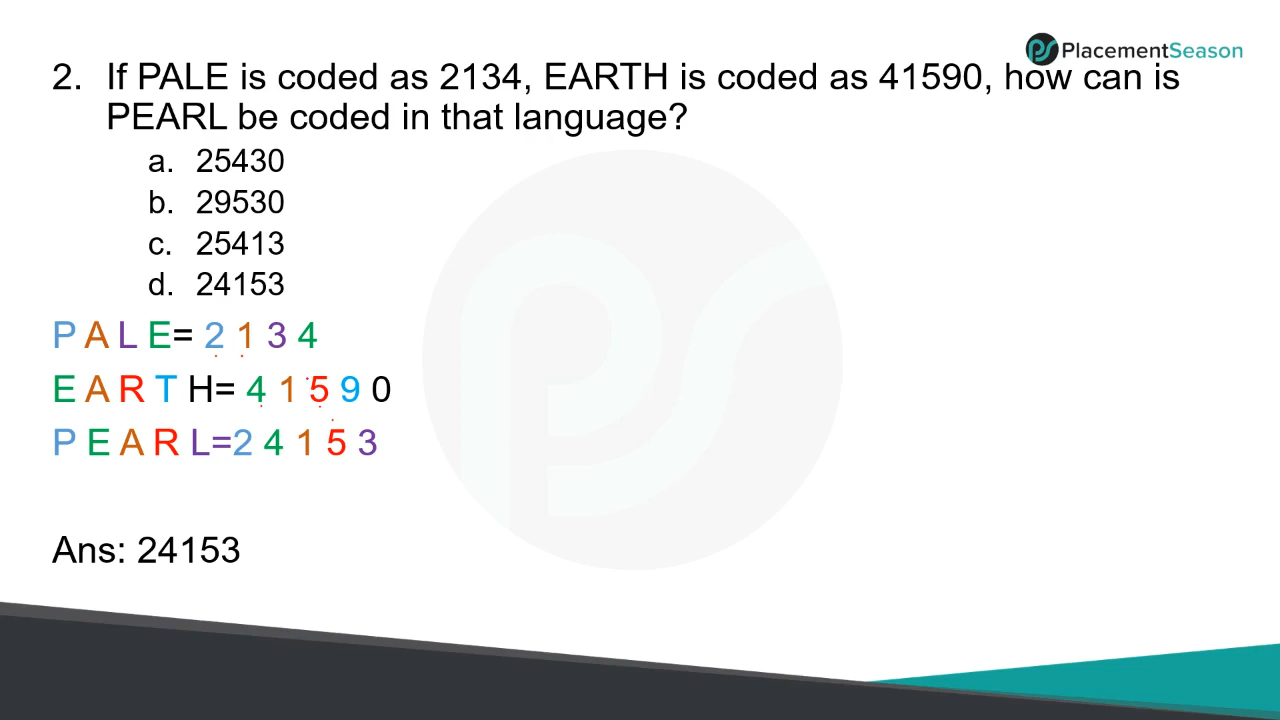 PlacementSeason
2. If PALE is coded as 2134, EARTH is coded as 41590, how can is
PEARL be coded in that language?
a. 25430
b. 29530
c. 25413
d. 24153
P A L E= 2 1 3 4
E A R T H= 4 1 5 9 0
P E A R L=2 4 1 5 3
Ans: 24153